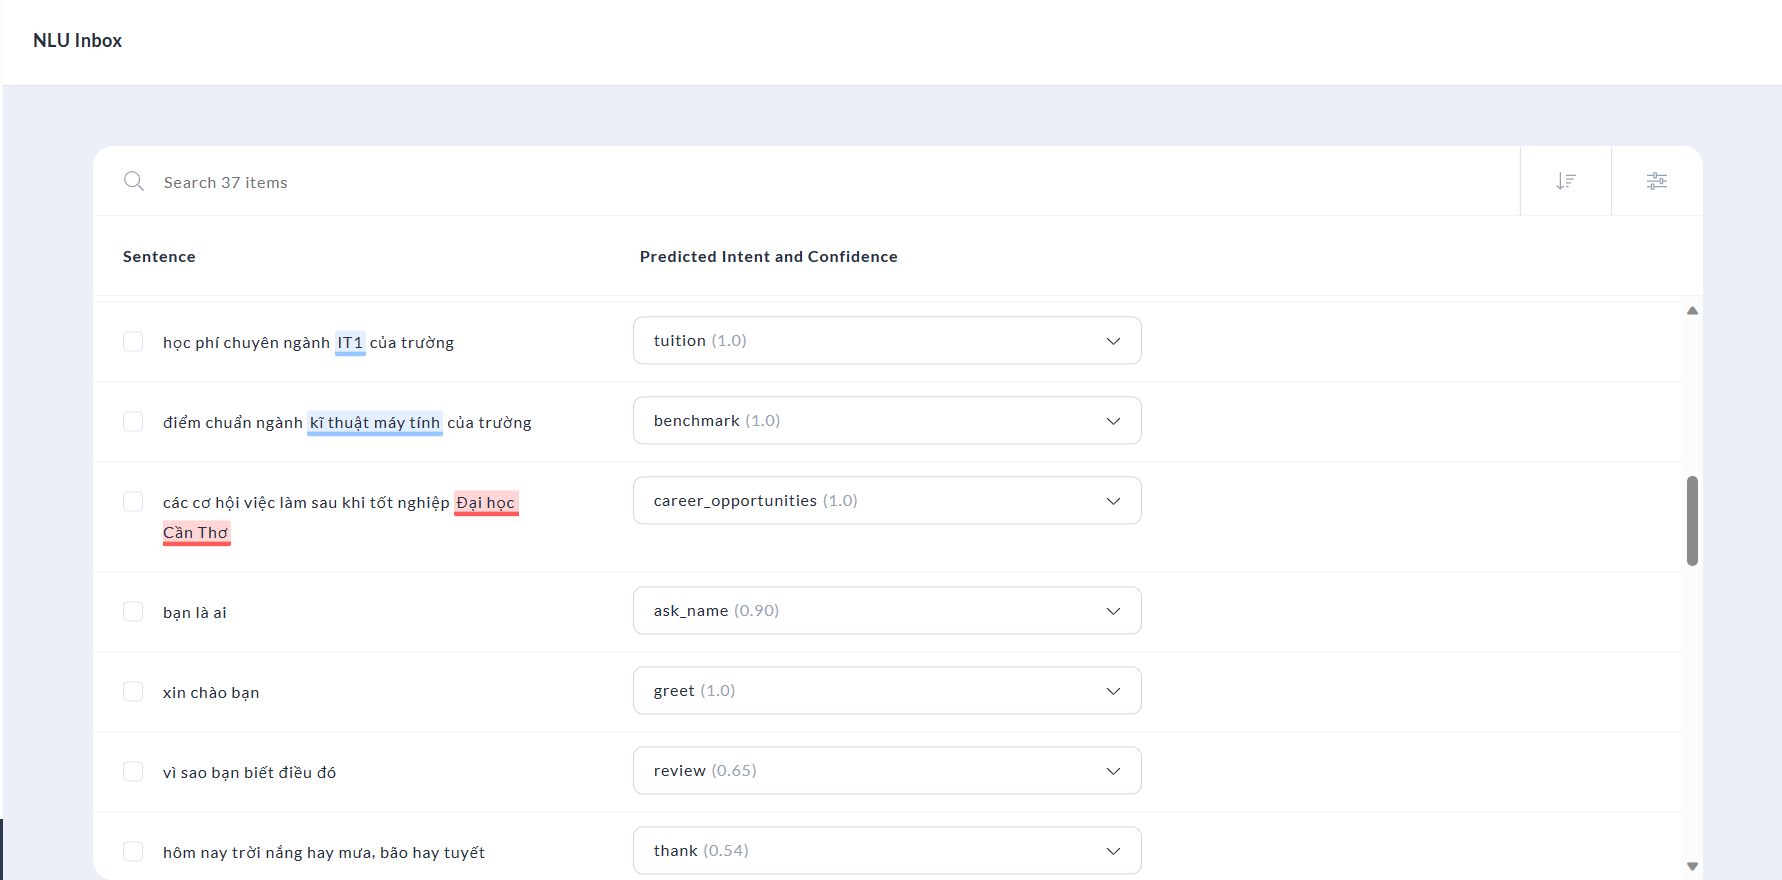 NLU Inbox
Search 37 items
Sentence Predicted Intent and Confidence
học phí chuyên ngành IT1 của trường tuition (1.0)
điểm chuẩn ngành kĩ thuật máy tính của trường benchmark (1.0)
các cơ hội việc làm sau khi tốt nghiệp Đại học career_opportunities (1.0)
Cần Thơ
bạn là ai ask_name (0.90)
xin chào bạn greet (1.0)
vì sao bạn biết điều đó review (0.65)
hôm nay trời nắng hay mưa, bão hay tuyết thank (0.54)